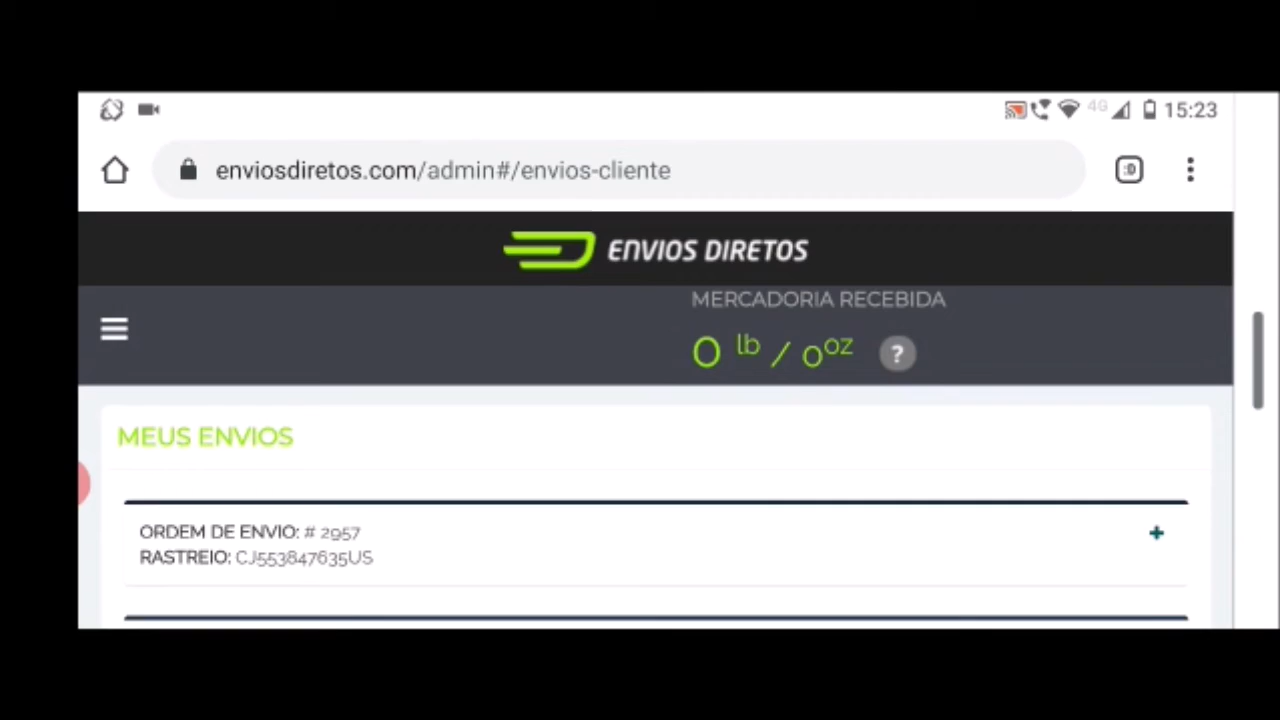 4G 15:23
enviosdiretos.com/admin#/envios-cliente
:D
ENVIOS DIRETOS
MERCADORIA RECEBIDA
0 lb / 0 oz ?
MEUS ENVIOS
ORDEM DE ENVIO: # 2957
+
RASTREIO: CJ553847635US